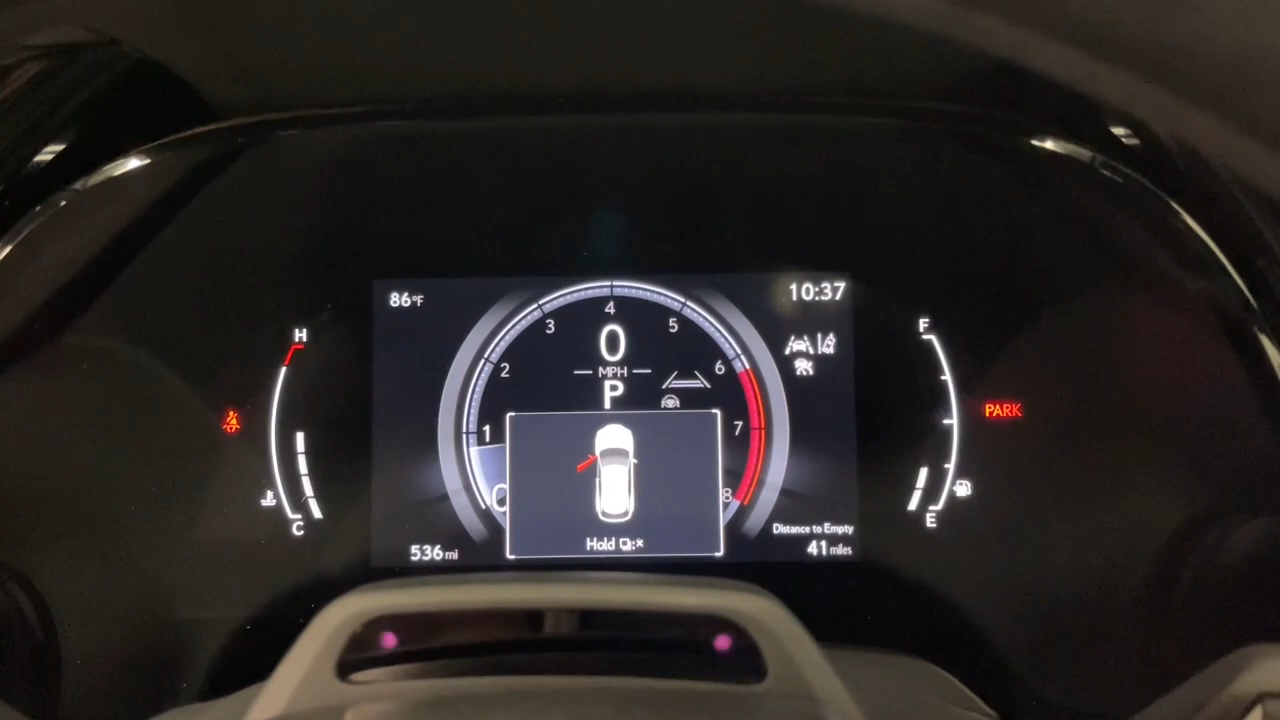 86°F
10:37
H
F
4
3
5
0
2
6
MPH
P
PARK
1
7
0
8
C
E
Distance to Empty
Hold :×
536 mi
41 miles